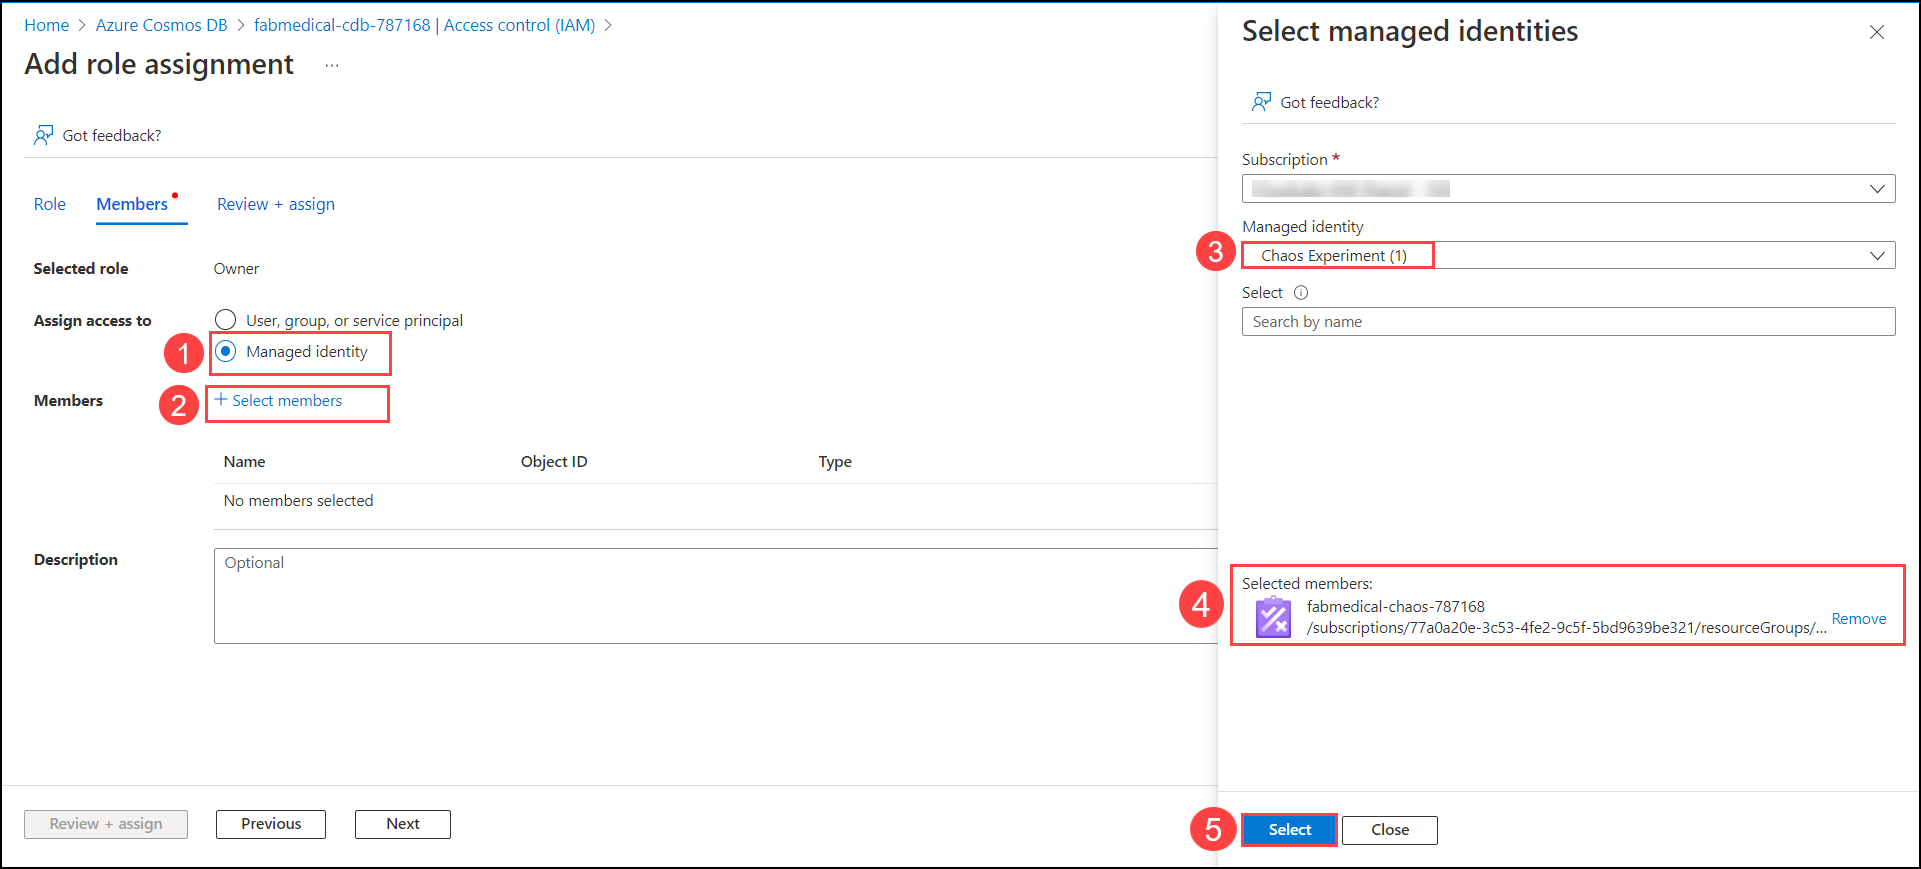 Home > Azure Cosmos DB > fabmedical-cdb-787168 | Access control (IAM) >
Add role assignment ...
Got feedback?
Role Members Review + assign
Selected role Owner
Assign access to User, group, or service principal
1 Managed identity
Members 2 + Select members
Name Object ID Type
No members selected
Description Optional
Review + assign Previous Next
Select managed identities
Got feedback?
Subscription *
Managed identity
3 Chaos Experiment (1)
Select
Search by name
Selected members:
4 fabmedical-chaos-787168
/subscriptions/77a0a20e-3c53-4fe2-9c5f-5bd9639be321/resourceGroups/... Remove
5 Select Close